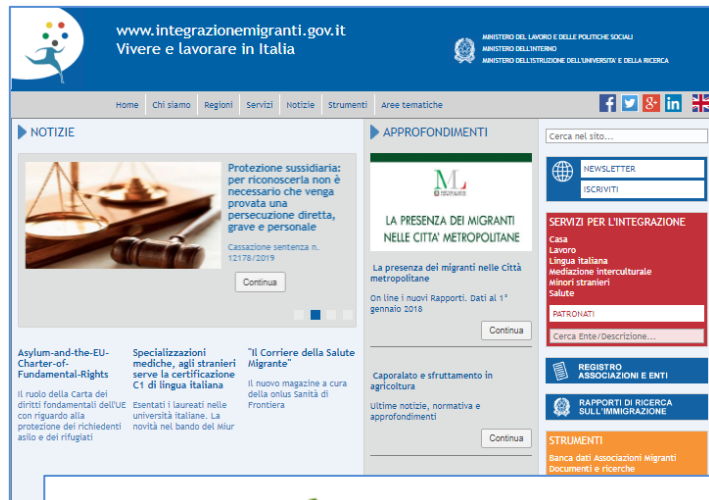 www.integrazionemigranti.gov.it
Vivere e lavorare in Italia
MINISTERO DEL LAVORO E DELLE POLITICHE SOCIALI
MINISTERO DELL'INTERNO
MINISTERO DELL'ISTRUZIONE DELL'UNIVERSITA' E DELLA RICERCA
Home Chi siamo Regioni Servizi Notizie Strumenti Aree tematiche
NOTIZIE
Protezione sussidiaria:
per riconoscerla non è
necessario che venga
provata una
persecuzione diretta,
grave e personale
Cassazione sentenza n.
12178/2019
Continua
Asylum-and-the-EU-
Charter-of-
Fundamental-Rights
Il ruolo della Carta dei
diritti fondamentali dell'UE
con riguardo alla
protezione dei richiedenti
asilo e dei rifugiati
Specializzazioni
mediche, agli stranieri
serve la certificazione
C1 di lingua italiana
Esentati i laureati nelle
università italiane. La
novità nel bando del Miur
"Il Corriere della Salute
Migrante"
Il nuovo magazine a cura
della onlus Sanità di
Frontiera
APPROFONDIMENTI
LA PRESENZA DEI MIGRANTI
NELLE CITTA' METROPOLITANE
La presenza dei migranti nelle Città
metropolitane
On line i nuovi Rapporti. Dati al 1°
gennaio 2018
Continua
Caporalato e sfruttamento in
agricoltura
Ultime notizie, normativa e
approfondimenti
Continua
Cerca nel sito...
NEWSLETTER
ISCRIVITI
SERVIZI PER L'INTEGRAZIONE
Casa
Lavoro
Lingua italiana
Mediazione interculturale
Minori stranieri
Salute
PATRONATI
Cerca Ente/Descrizione...
REGISTRO
ASSOCIAZIONI E ENTI
RAPPORTI DI RICERCA
SULL'IMMIGRAZIONE
STRUMENTI
Banca dati Associazioni Migranti
Documenti e ricerche